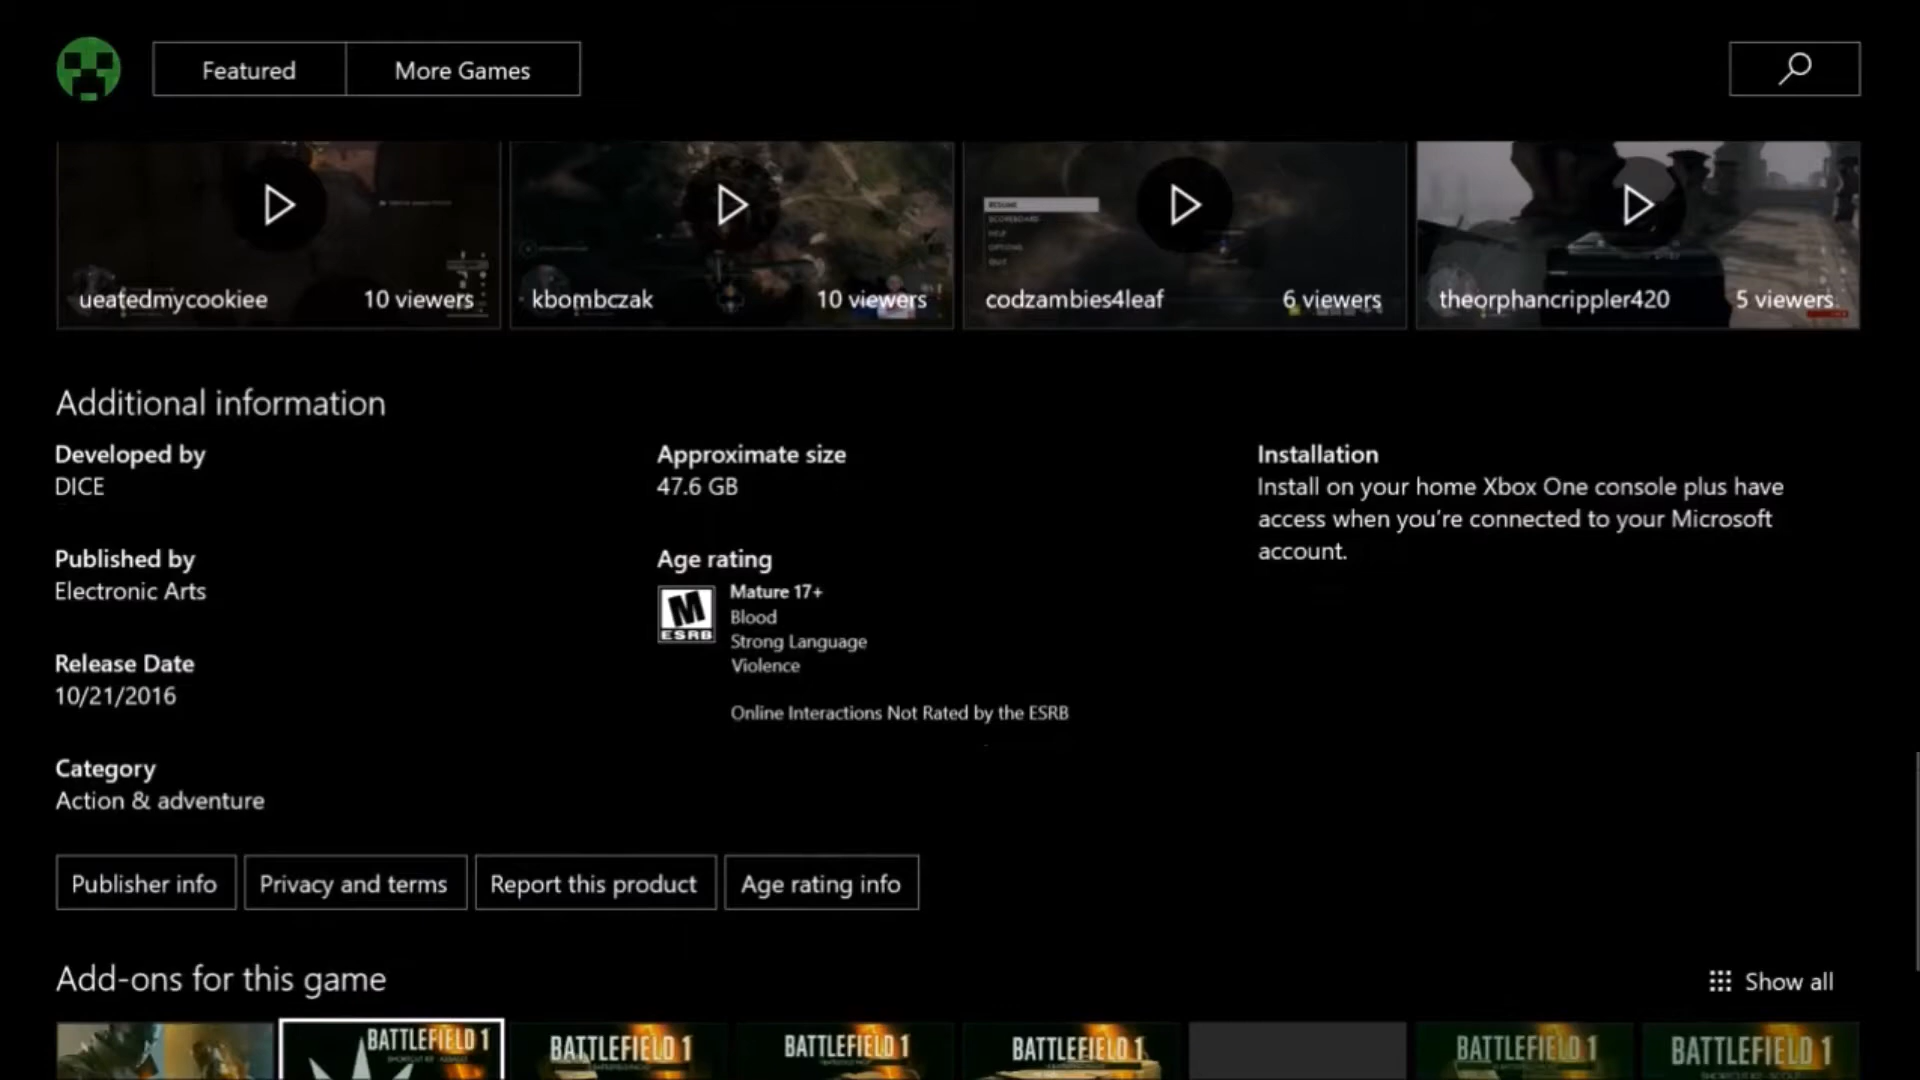 Featured
More Games
RESUME
SCOREBOARD
HELP
OPTIONS
QUIT
ueatedmycookiee 10 viewers
kbombczak 10 viewers
codzambies4leaf 6 viewers
theorphancrippler420 5 viewers
Additional information
Developed by
DICE
Published by
Electronic Arts
Release Date
10/21/2016
Category
Action & adventure
Approximate size
47.6 GB
Age rating
M
ESRB
Mature 17+
Blood
Strong Language
Violence
Online Interactions Not Rated by the ESRB
Installation
Install on your home Xbox One console plus have
access when you're connected to your Microsoft
account.
Publisher info
Privacy and terms
Report this product
Age rating info
Add-ons for this game
Show all
BATTLEFIELD 1
BATTLEFIELD 1
BATTLEFIELD 1
BATTLEFIELD 1
BATTLEFIELD 1
BATTLEFIELD 1